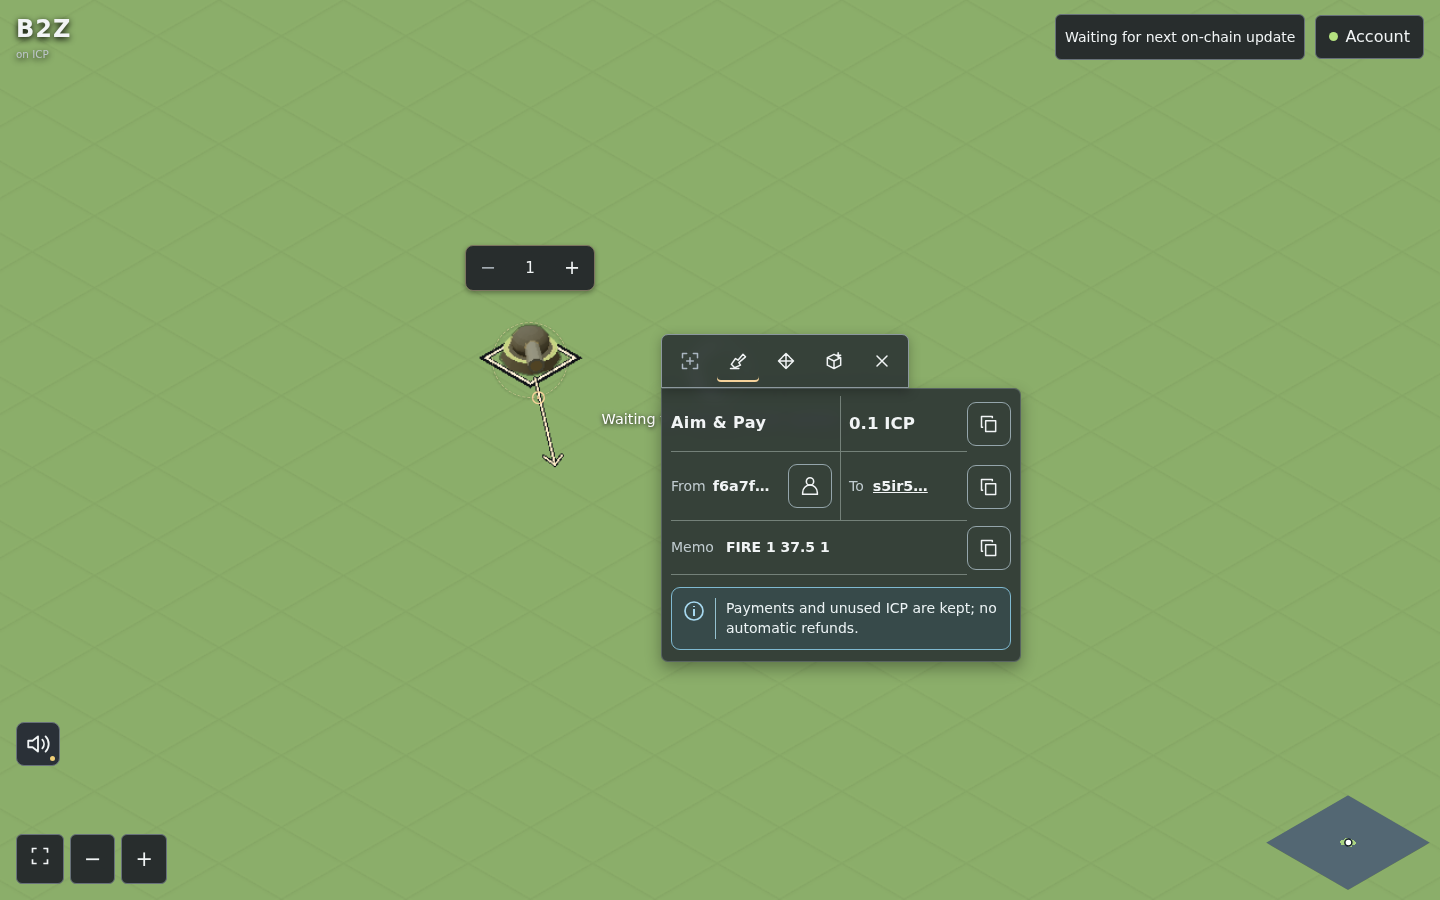 B2Z
on ICP
Waiting for next on-chain update
Account
1
Waiting
Aim & Pay
0.1 ICP
From f6a7f...
To s5ir5...
Memo FIRE 1 37.5 1
Payments and unused ICP are kept; no
automatic refunds.